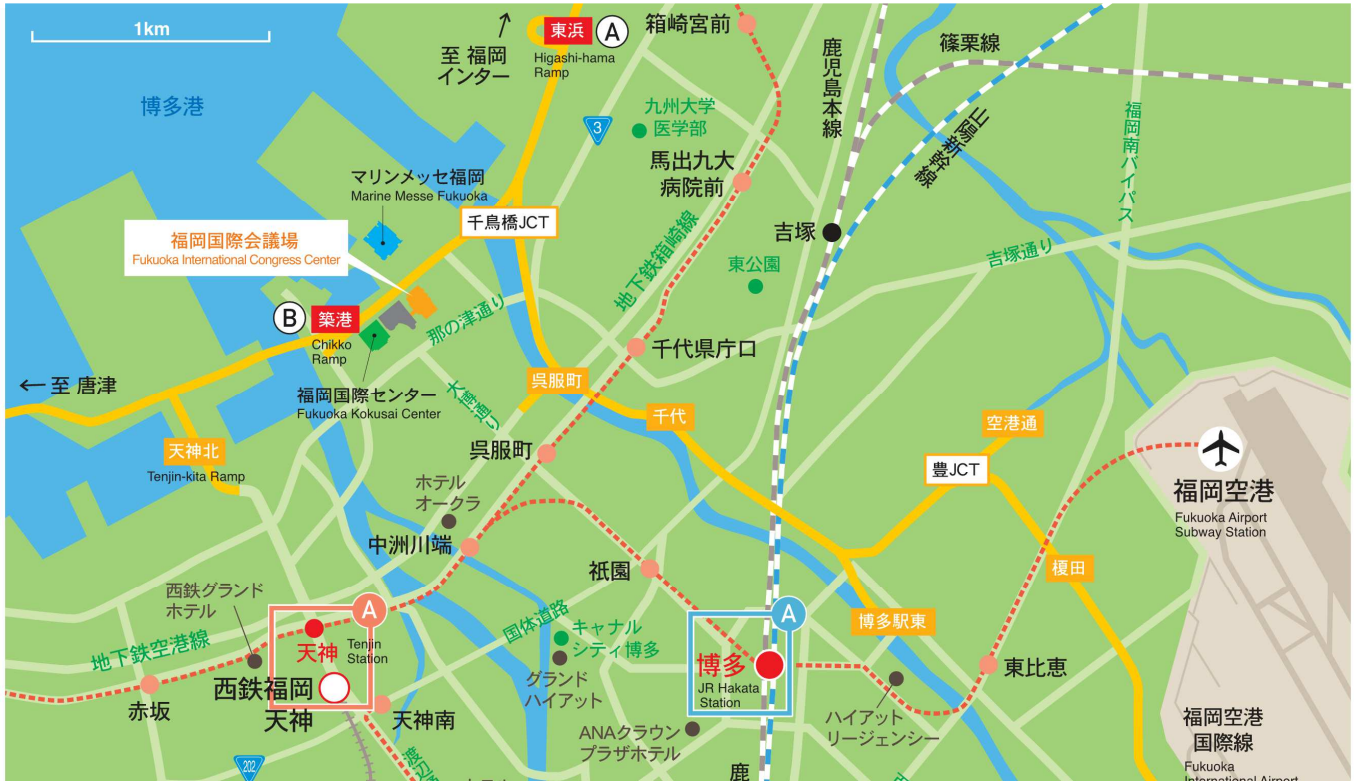 1km
東浜
A
Higashi-hama
Ramp
至 福岡
インター
箱崎宮前
鹿児島本線
篠栗線
山陽新幹線
福岡南バイパス
博多港
3
九州大学
医学部
馬出九大
病院前
マリンメッセ福岡
Marine Messe Fukuoka
千鳥橋JCT
福岡国際会議場
Fukuoka International Congress Center
地下鉄箱崎線
吉塚
吉塚通り
東公園
B
築港
Chikko
Ramp
那の津通り
千代県庁口
← 至 唐津
福岡国際センター
Fukuoka Kokusai Center
大博通り
呉服町
千代
空港通
天神北
Tenjin-kita Ramp
呉服町
豊JCT
ホテル
オークラ
福岡空港
Fukuoka Airport
Subway Station
中洲川端
祇園
榎田
西鉄グランド
ホテル
A
国体道路
キャナル
シティ博多
A
博多駅東
地下鉄空港線
天神
Tenjin
Station
グランド
ハイアット
博多
JR Hakata
Station
東比恵
西鉄福岡
天神
赤坂
天神南
ANAクラウン
プラザホテル
ハイアット
リージェンシー
福岡空港
国際線
Fukuoka
International Airport
202
渡辺
鹿